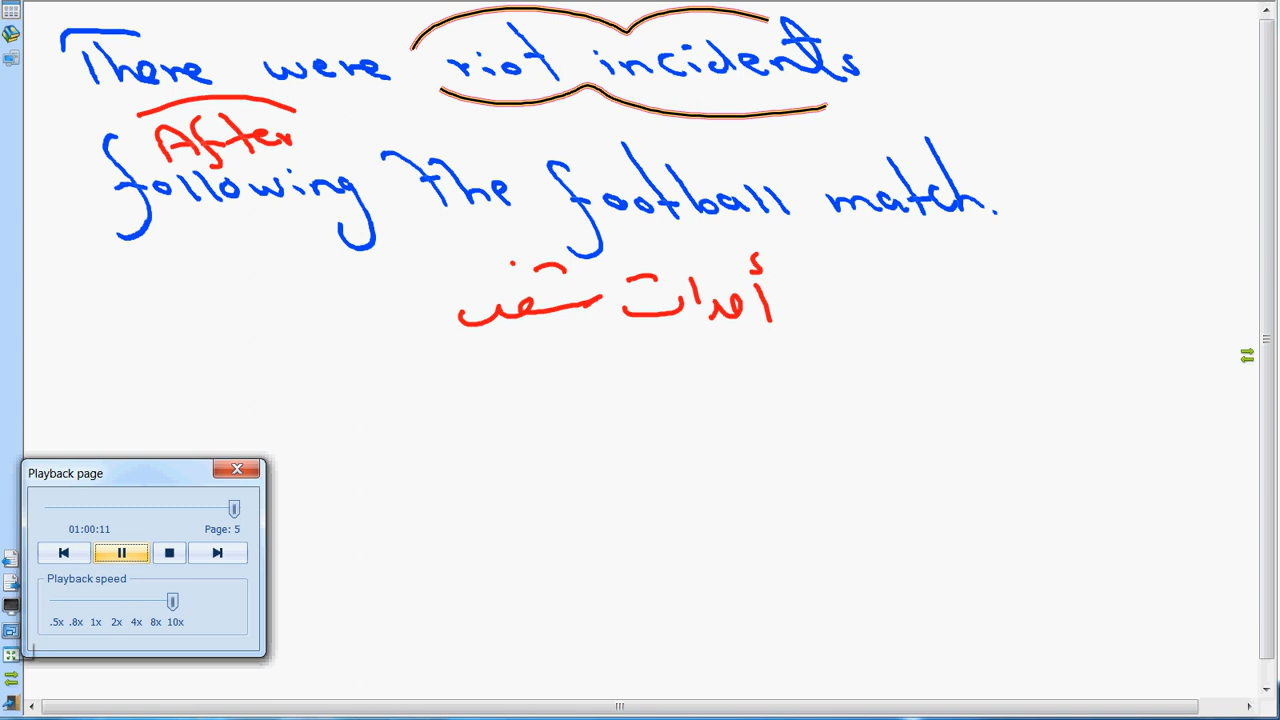 There were riot incidents
After
following the football match.
أحداث شغب
Playback page
01:00:11 Page: 5
Playback speed
.5x .8x 1x 2x 4x 8x 10x